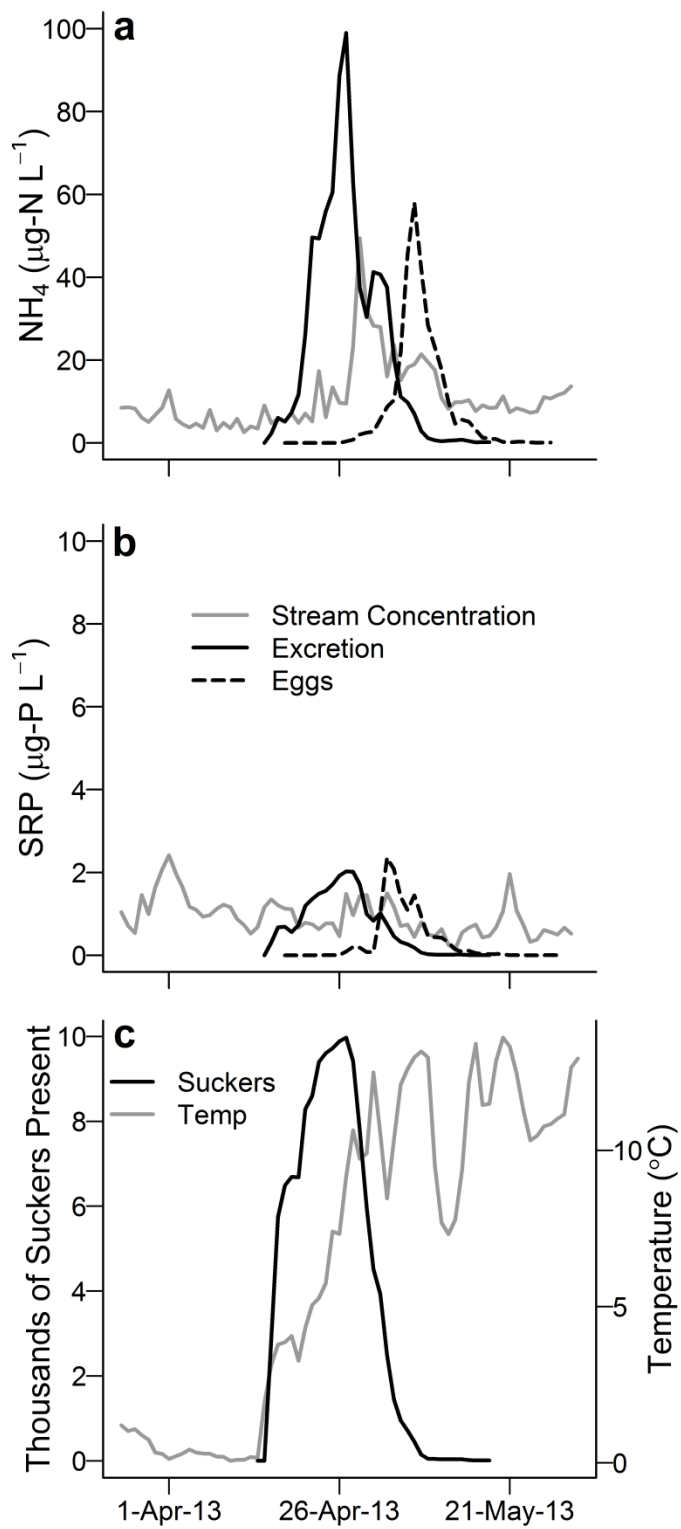 a
100
80
60
40
20
0
NH₄ (μg-N L⁻¹)
b
10
8
6
4
2
0
SRP (μg-P L⁻¹)
Stream Concentration
Excretion
Eggs
c
10
8
6
4
2
0
Thousands of Suckers Present
Suckers
Temp
10
5
0
Temperature (°C)
1-Apr-13 26-Apr-13 21-May-13